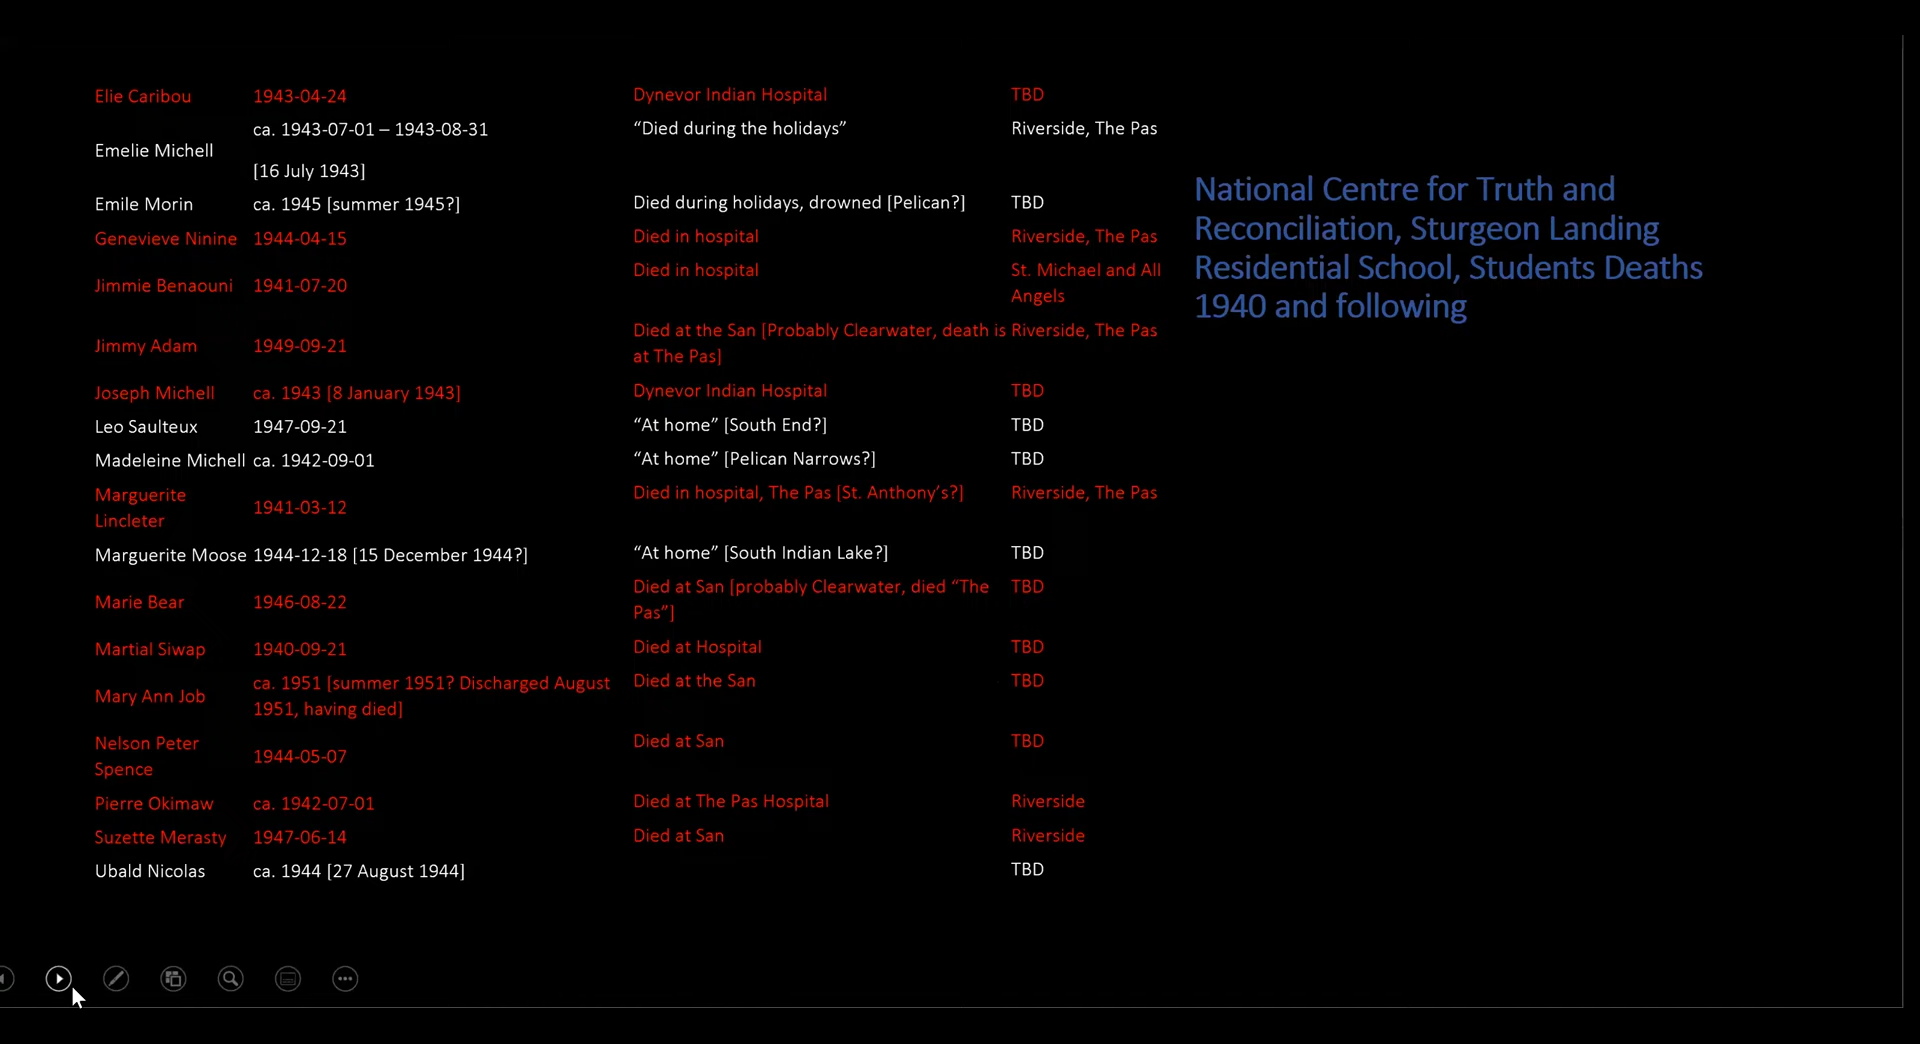 Elie Caribou 1943-04-24 Dynevor Indian Hospital TBD
ca. 1943-07-01 – 1943-08-31 “Died during the holidays” Riverside, The Pas
Emelie Michell
[16 July 1943]
Emile Morin ca. 1945 [summer 1945?] Died during holidays, drowned [Pelican?] TBD
Genevieve Ninine 1944-04-15 Died in hospital Riverside, The Pas
Jimmie Benaouni 1941-07-20 Died in hospital St. Michael and All
Angels
Jimmy Adam 1949-09-21 Died at the San [Probably Clearwater, death is Riverside, The Pas
at The Pas]
Joseph Michell ca. 1943 [8 January 1943] Dynevor Indian Hospital TBD
Leo Saulteux 1947-09-21 “At home” [South End?] TBD
Madeleine Michell ca. 1942-09-01 “At home” [Pelican Narrows?] TBD
Marguerite
Lincleter 1941-03-12 Died in hospital, The Pas [St. Anthony’s?] Riverside, The Pas
Marguerite Moose 1944-12-18 [15 December 1944?] “At home” [South Indian Lake?] TBD
Marie Bear 1946-08-22 Died at San [probably Clearwater, died “The TBD
Pas”]
Martial Siwap 1940-09-21 Died at Hospital TBD
Mary Ann Job ca. 1951 [summer 1951? Discharged August Died at the San TBD
1951, having died]
Nelson Peter
Spence 1944-05-07 Died at San TBD
Pierre Okimaw ca. 1942-07-01 Died at The Pas Hospital Riverside
Suzette Merasty 1947-06-14 Died at San Riverside
Ubald Nicolas ca. 1944 [27 August 1944] TBD
National Centre for Truth and
Reconciliation, Sturgeon Landing
Residential School, Students Deaths
1940 and following